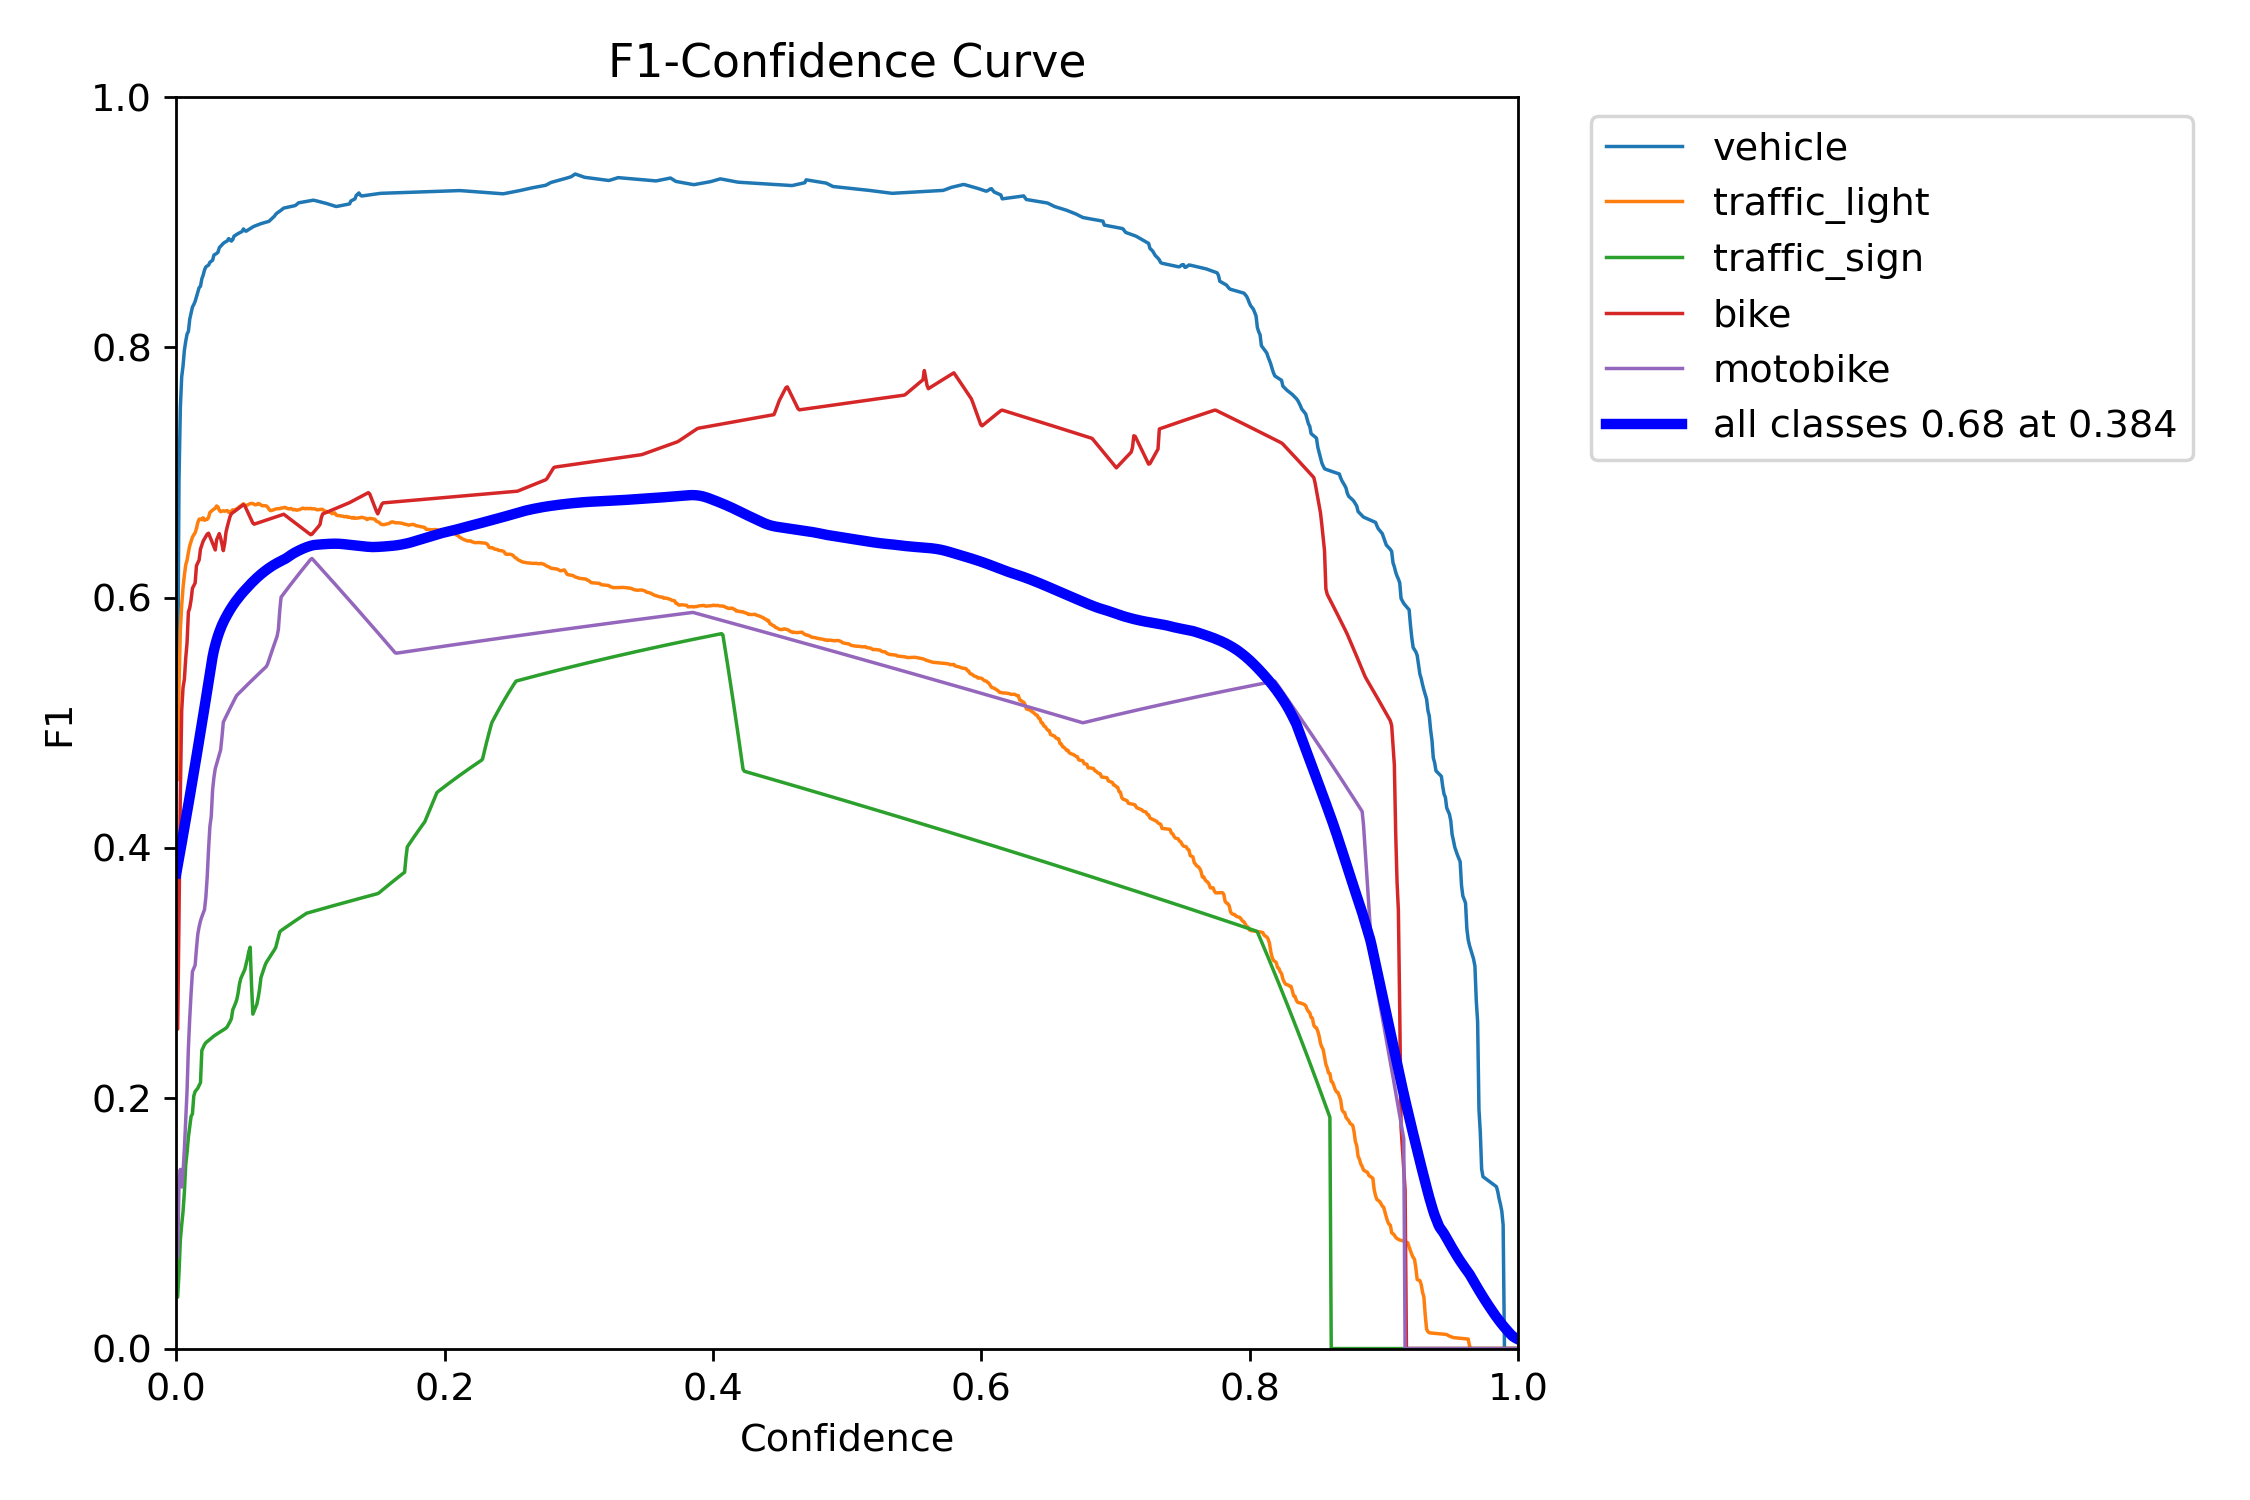 F1-Confidence Curve
1.0
0.8
0.6
0.4
0.2
0.0
F1
0.0 0.2 0.4 0.6 0.8 1.0
Confidence
vehicle
traffic_light
traffic_sign
bike
motobike
all classes 0.68 at 0.384